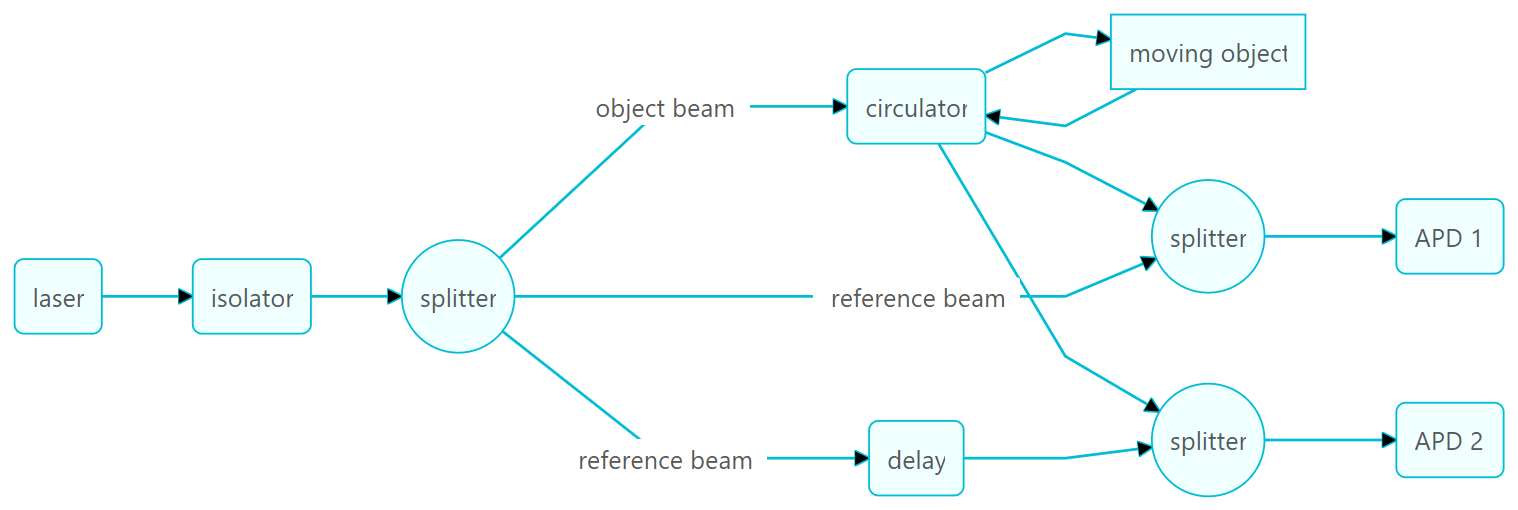 moving object
object beam
circulator
splitter
APD 1
laser
isolator
splitter
reference beam
reference beam
delay
splitter
APD 2